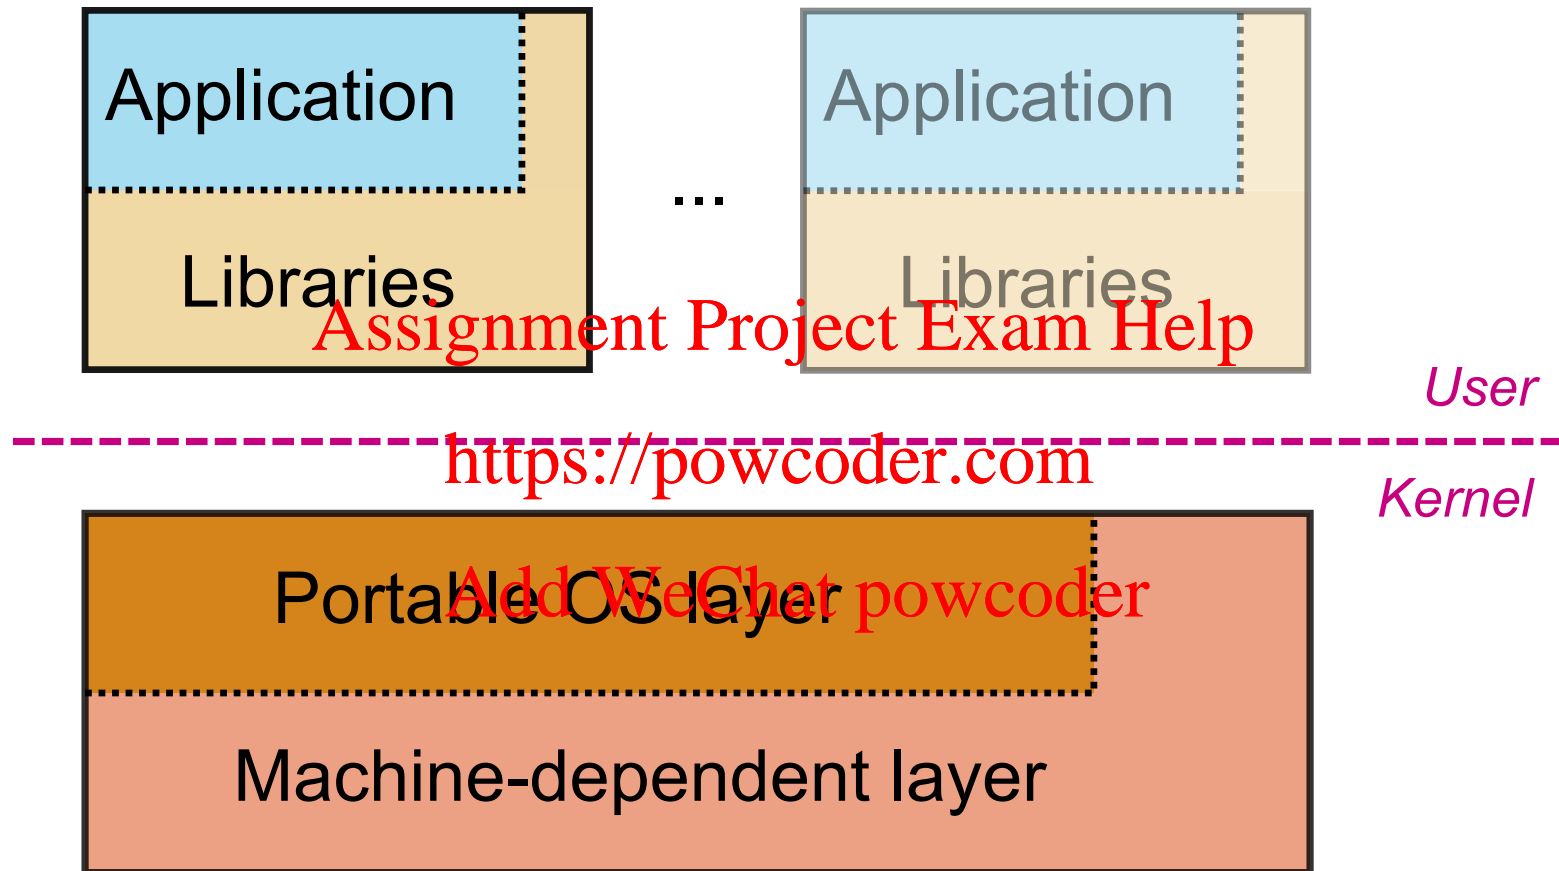 Application
Application
...
Libraries
Libraries
Assignment Project Exam Help
User
https://powcoder.com
Kernel
Portable OS layer
Add WeChat powcoder
Machine-dependent layer